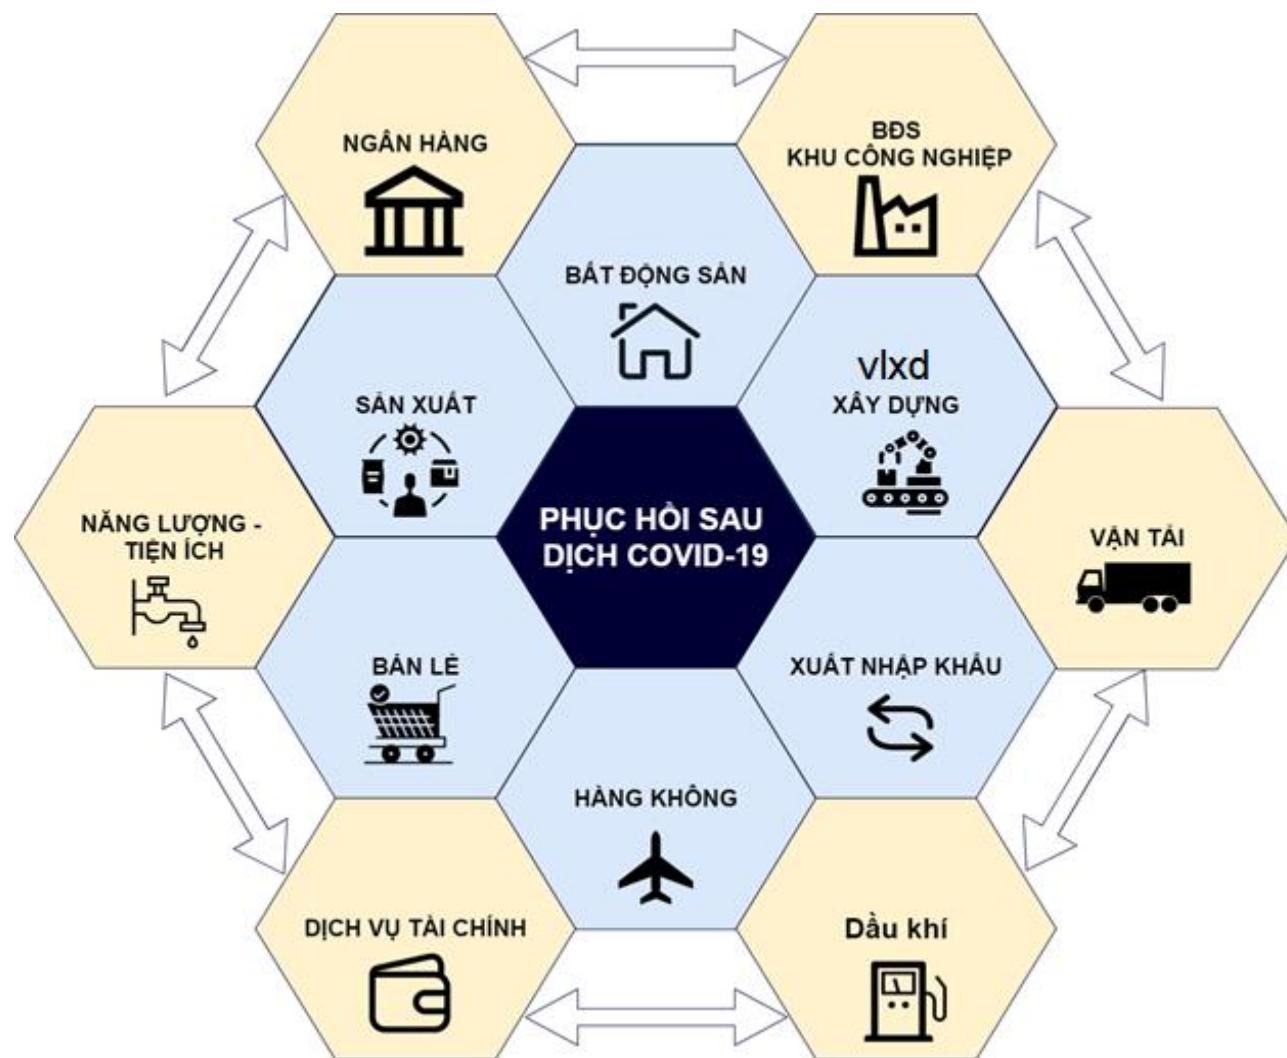 NGÂN HÀNG
BĐS
KHU CÔNG NGHIỆP
BẤT ĐỘNG SẢN
SẢN XUẤT
vlxd
XÂY DỰNG
NĂNG LƯỢNG -
TIỆN ÍCH
PHỤC HỒI SAU
DỊCH COVID-19
VẬN TẢI
BÁN LẺ
XUẤT NHẬP KHẨU
HÀNG KHÔNG
DỊCH VỤ TÀI CHÍNH
Dầu khí